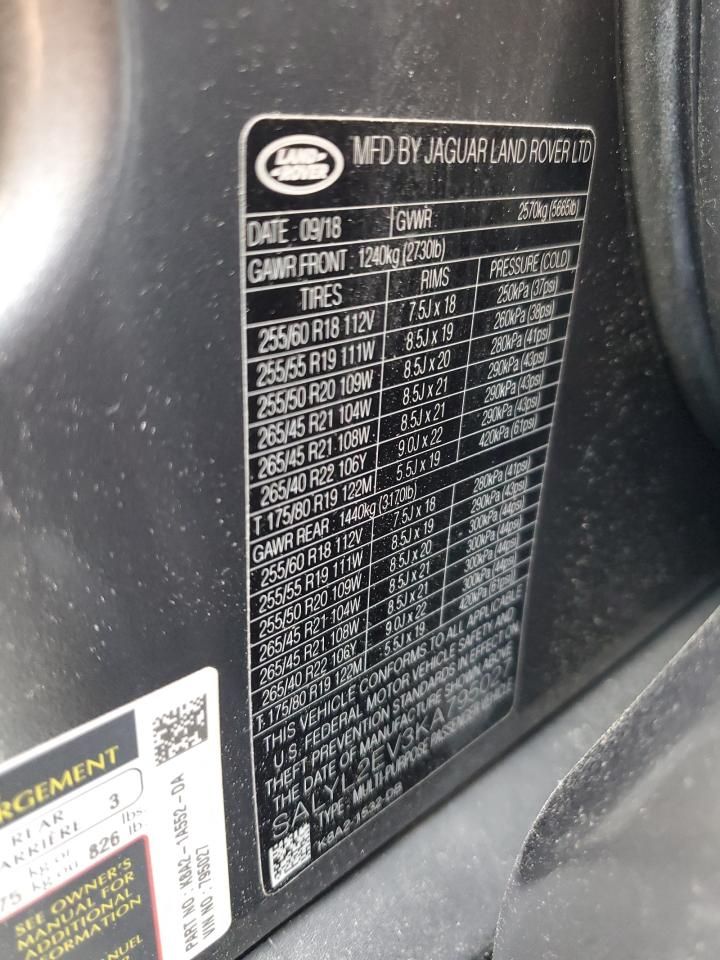 LAND-
-ROVER
MFD BY JAGUAR LAND ROVER LTD
DATE : 09/18 GVWR 2570kg (5665lb)
GAWR FRONT : 1240kg (2730lb)
TIRES RIMS PRESSURE (COLD)
255/60 R18 112V 7.5J x 18 250kPa (37psi)
255/55 R19 111W 8.5J x 19 260kPa (38psi)
255/50 R20 109W 8.5J x 20 280kPa (41psi)
265/45 R21 104W 8.5J x 21 290kPa (43psi)
265/45 R21 108W 8.5J x 21 290kPa (43psi)
265/40 R22 106Y 9.0J x 22 290kPa (43psi)
T 175/80 R19 122M 5.5J x 19 420kPa (61psi)
GAWR REAR : 1440kg (3170lb)
255/60 R18 112V 7.5J x 18 280kPa (41psi)
255/55 R19 111W 8.5J x 19 290kPa (43psi)
255/50 R20 109W 8.5J x 20 300kPa (44psi)
265/45 R21 104W 8.5J x 21 300kPa (44psi)
265/45 R21 108W 8.5J x 21 300kPa (44psi)
265/40 R22 106Y 9.0J x 22 300kPa (44psi)
T 175/80 R19 122M 5.5J x 19 420kPa (61psi)
THIS VEHICLE CONFORMS TO ALL APPLICABLE
U.S. FEDERAL MOTOR VEHICLE SAFETY AND
THEFT PREVENTION STANDARDS IN EFFECT ON
THE DATE OF MANUFACTURE SHOWN ABOVE
SALYL2EV3KA795027
TYPE : MULTI-PURPOSE PASSENGER VEHICLE
K8A2-1532-DB
RGEMENT
REAR
ARRIÈRE 3
75 kg or
kg ou 826 lbs.
lb.
SEE OWNER'S
MANUAL FOR
ADDITIONAL
FORMATION
NUEL
PART NO : K8A2-1A552-DA
VIN NO : 795027